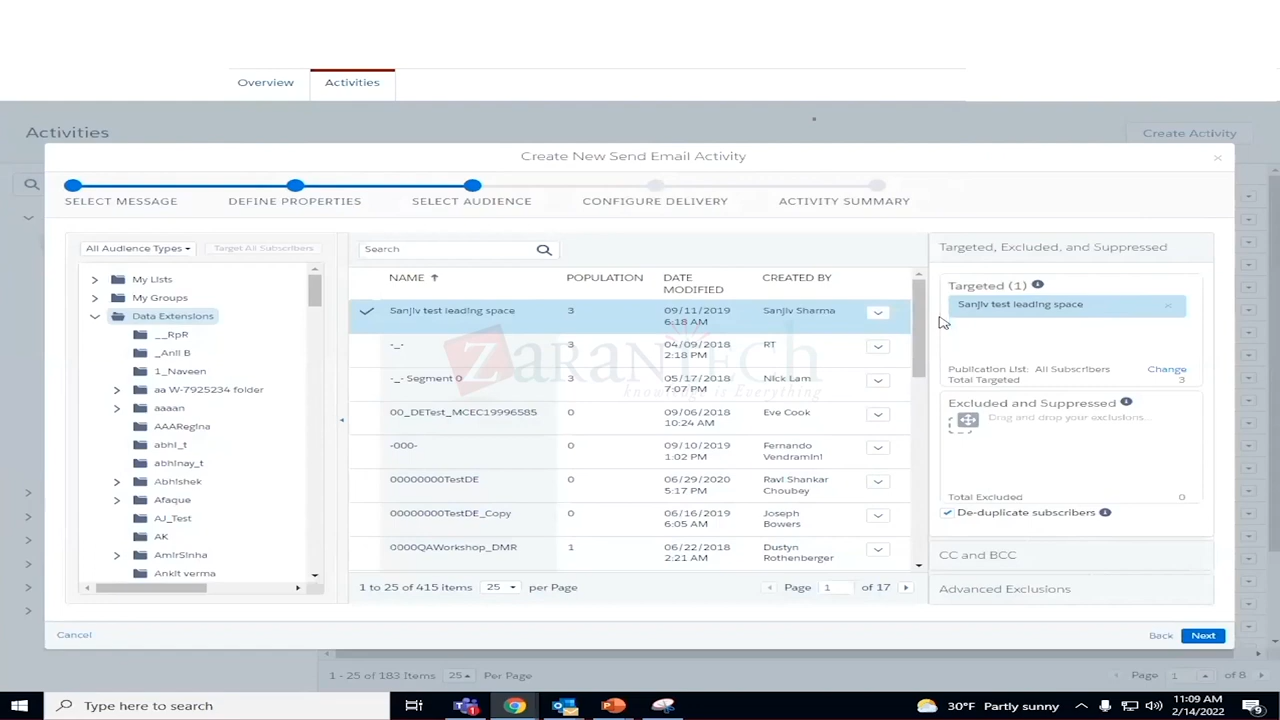 Overview
Activities
Activities
Create Activity
Create New Send Email Activity
SELECT MESSAGE
DEFINE PROPERTIES
SELECT AUDIENCE
CONFIGURE DELIVERY
ACTIVITY SUMMARY
All Audience Types
Target All Subscribers
Search
My Lists
My Groups
Data Extensions
__RpR
_Anil B
1_Naveen
aa W-7925234 folder
aaaan
AAARegina
abhi_t
abhinay_t
Abhishek
Afaque
AJ_Test
AK
AmirSinha
Ankit verma
NAME POPULATION DATE MODIFIED CREATED BY
Sanjiv test leading space 3 09/11/2019 6:18 AM Sanjiv Sharma
-_- 3 04/09/2019 2:18 PM RT
-_- Segment 0 3 05/17/2018 7:07 PM Nick Lam
00_DETest_MCEC19996585 0 09/06/2018 10:24 AM Eve Cook
-000- 0 09/10/2019 1:02 PM Fernando Vendramini
00000000TestDE 0 06/29/2020 5:17 PM Ravi Shankar Choubey
00000000TestDE_Copy 0 06/16/2019 6:05 AM Joseph Bowers
0000QAWorkshop_DMR 1 06/22/2018 2:21 AM Dustyn Rothenberger
1 to 25 of 415 items 25 per Page
Page 1 of 17
Targeted, Excluded, and Suppressed
Targeted (1)
Sanjiv test leading space
Publication List: All Subscribers Change
Total Targeted 3
Excluded and Suppressed
Drag and drop your exclusions...
Total Excluded 0
De-duplicate subscribers
CC and BCC
Advanced Exclusions
ZaranTech
knowledge is Everything
Cancel
Back
Next
1 - 25 of 183 Items 25 Per Page
Page 1 of 8
Type here to search
30°F Partly sunny
11:09 AM
2/14/2022